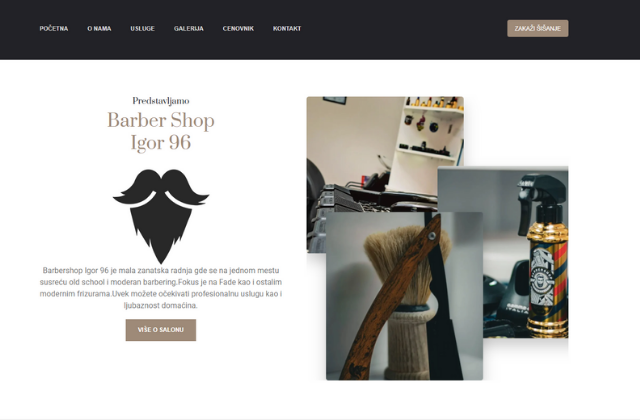 POČETNA O NAMA USLUGE GALERIJA CENOVNIK KONTAKT ZAKAŽI ŠIŠANJE
Predstavljamo
Barber Shop
Igor 96
Barbershop Igor 96 je mala zanatska radnja gde se na jednom mestu
susreću old school i moderan barbering.Fokus je na Fade kao i ostalim
modernim frizurama.Uvek možete očekivati profesionalnu uslugu kao i
ljubaznost domaćina.
VIŠE O SALONU